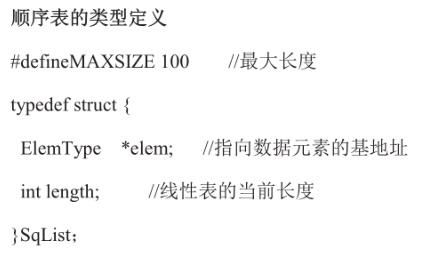 顺序表的类型定义
#defineMAXSIZE 100 //最大长度
typedef struct {
ElemType *elem; //指向数据元素的基地址
int length; //线性表的当前长度
}SqList;